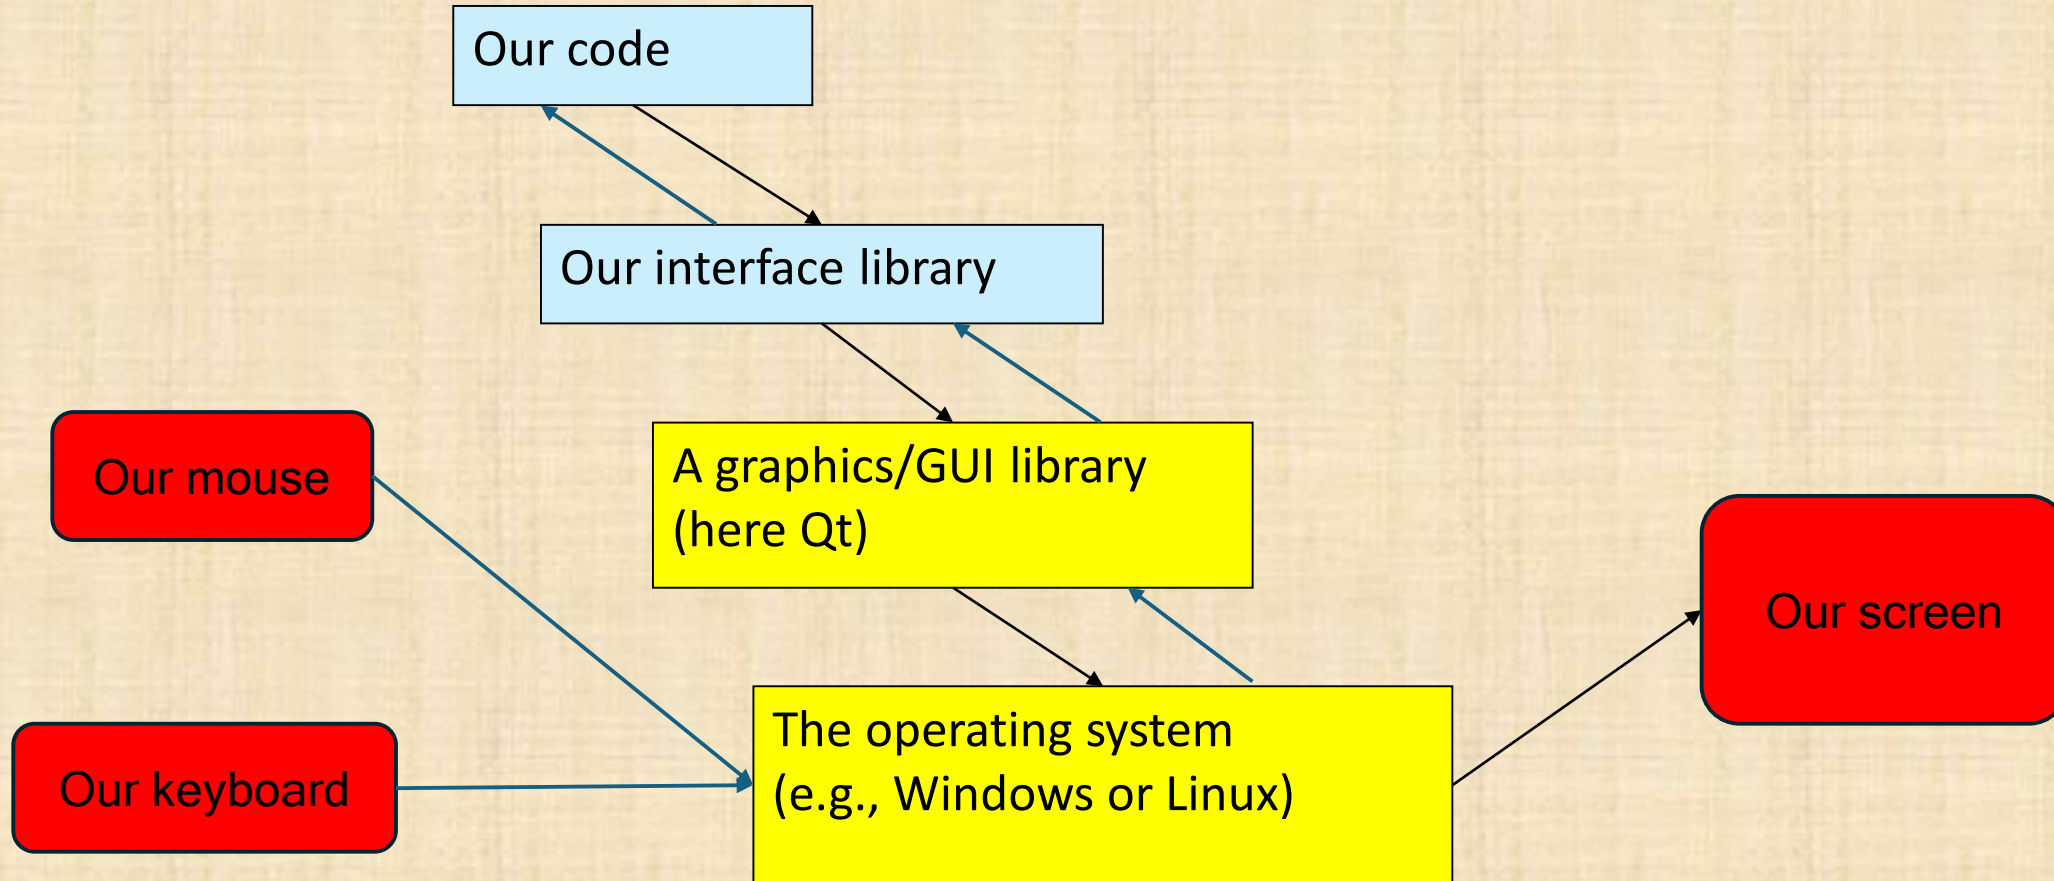 Our code
Our interface library
A graphics/GUI library
(here Qt)
Our mouse
Our screen
The operating system
(e.g., Windows or Linux)
Our keyboard